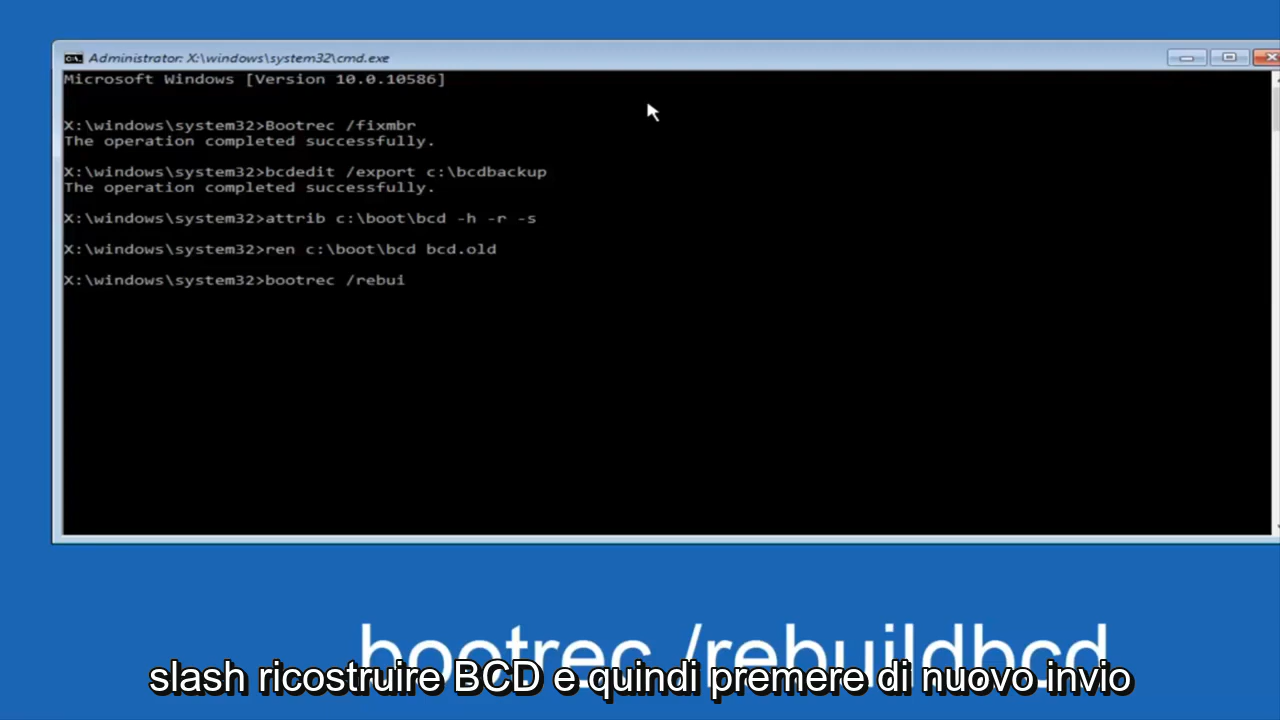 Administrator: X:\windows\system32\cmd.exe
Microsoft Windows [Version 10.0.10586]
X:\windows\system32>Bootrec /fixmbr
The operation completed successfully.
X:\windows\system32>bcdedit /export c:\bcdbackup
The operation completed successfully.
X:\windows\system32>attrib c:\boot\bcd -h -r -s
X:\windows\system32>ren c:\boot\bcd bcd.old
X:\windows\system32>bootrec /rebui
bootrec /rebuildbcd
slash ricostruire BCD e quindi premere di nuovo invio